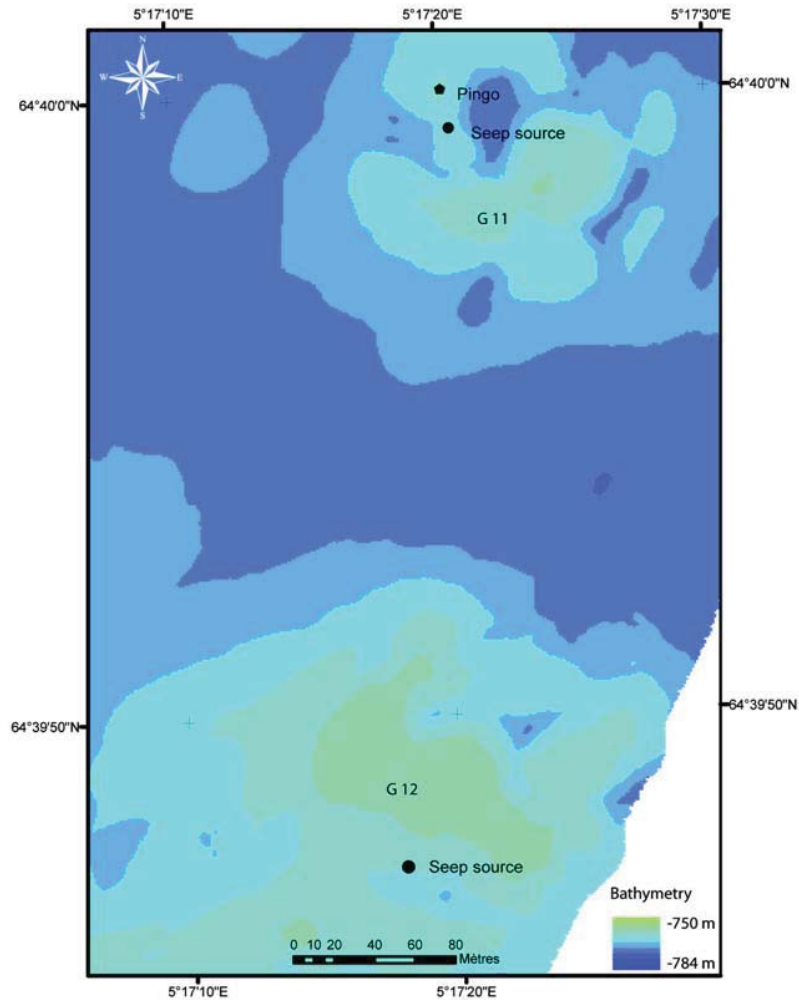 5°17'10"E 5°17'20"E 5°17'30"E
N
W E
S
64°40'0"N 64°40'0"N
Pingo
Seep source
G 11
64°39'50"N 64°39'50"N
G 12
Seep source
Bathymetry
-750 m
-784 m
0 10 20 40 60 80
Mètres
5°17'10"E 5°17'20"E